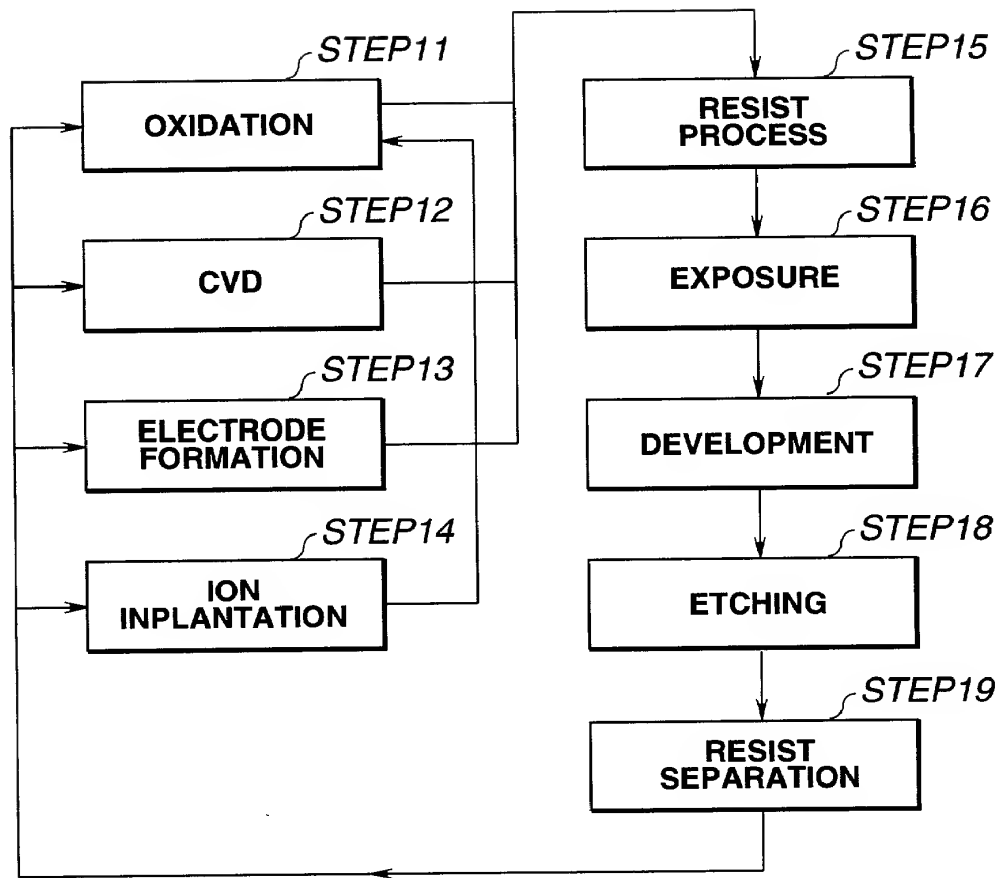 STEP11
OXIDATION
STEP12
CVD
STEP13
ELECTRODE
FORMATION
STEP14
ION
INPLANTATION
STEP15
RESIST
PROCESS
STEP16
EXPOSURE
STEP17
DEVELOPMENT
STEP18
ETCHING
STEP19
RESIST
SEPARATION